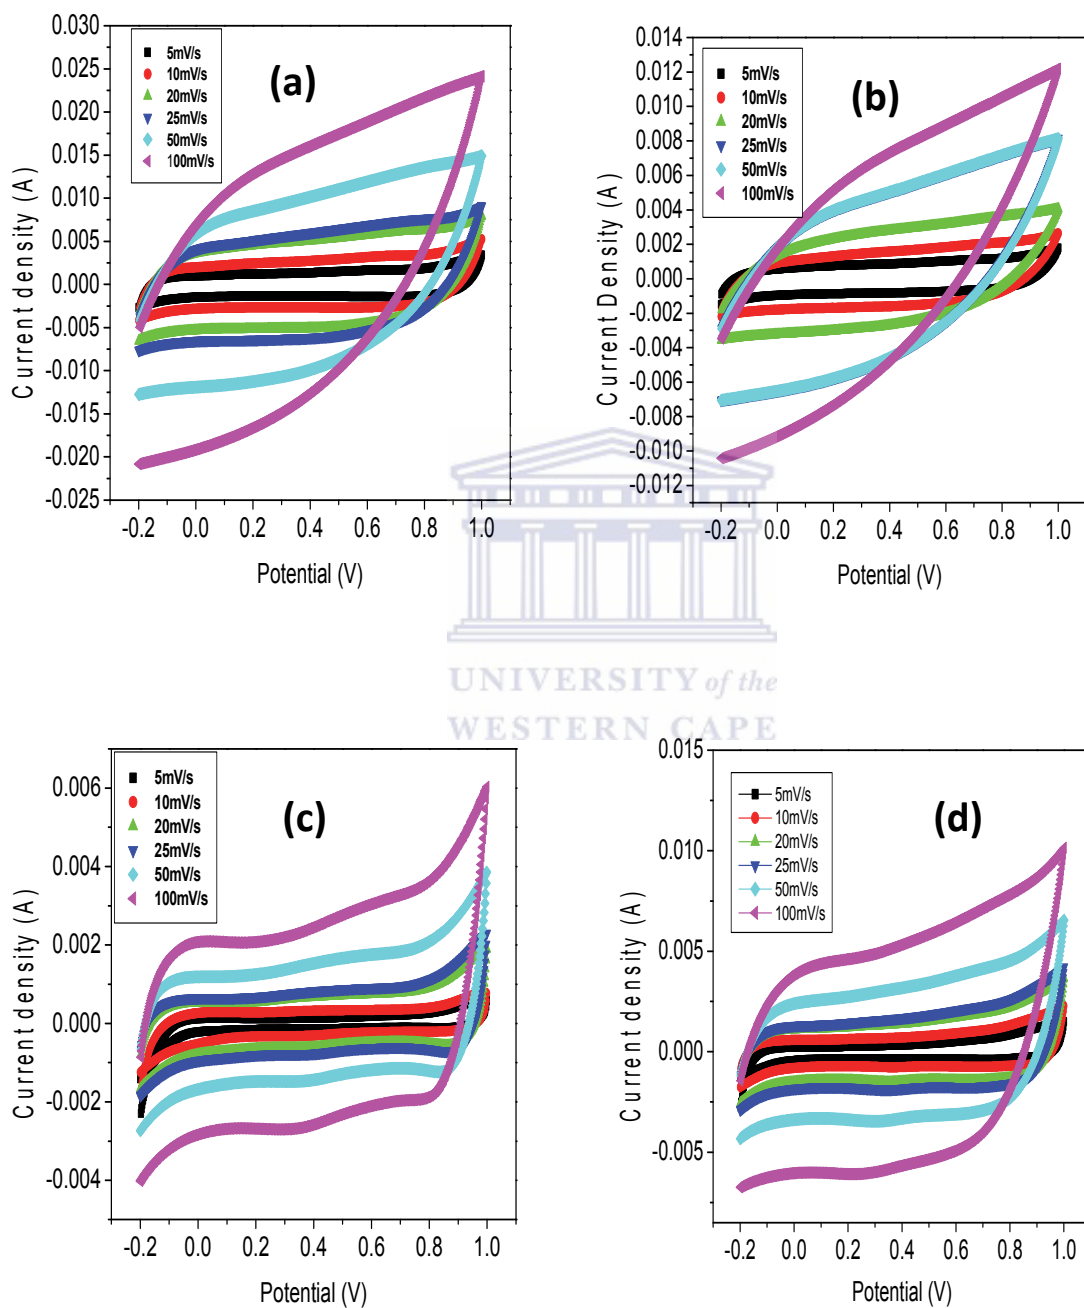 (a)
5mV/s
10mV/s
20mV/s
25mV/s
50mV/s
100mV/s
0.030
0.025
0.020
0.015
0.010
0.005
0.000
-0.005
-0.010
-0.015
-0.020
-0.025
Current density (A)
-0.2 0.0 0.2 0.4 0.6 0.8 1.0
Potential (V)
(b)
5mV/s
10mV/s
20mV/s
25mV/s
50mV/s
100mV/s
0.014
0.012
0.010
0.008
0.006
0.004
0.002
0.000
-0.002
-0.004
-0.006
-0.008
-0.010
-0.012
Current Density (A)
-0.2 0.0 0.2 0.4 0.6 0.8 1.0
Potential (V)
UNIVERSITY of the
WESTERN CAPE
(c)
5mV/s
10mV/s
20mV/s
25mV/s
50mV/s
100mV/s
0.006
0.004
0.002
0.000
-0.002
-0.004
Current density (A)
-0.2 0.0 0.2 0.4 0.6 0.8 1.0
Potential (V)
(d)
5mV/s
10mV/s
20mV/s
25mV/s
50mV/s
100mV/s
0.015
0.010
0.005
0.000
-0.005
Current density (A)
-0.2 0.0 0.2 0.4 0.6 0.8 1.0
Potential (V)